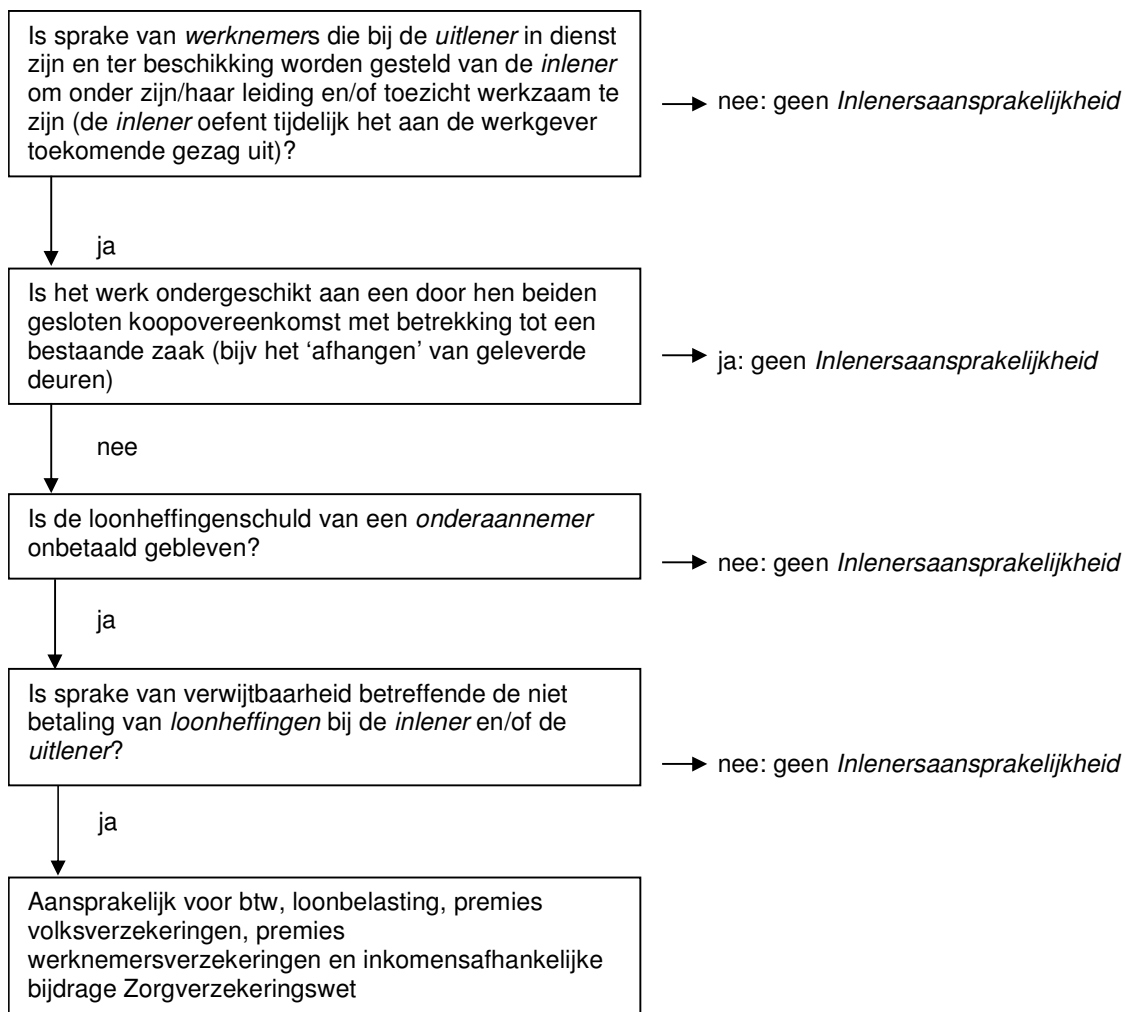 Is sprake van werknemers die bij de uitlener in dienst
zijn en ter beschikking worden gesteld van de inlener
om onder zijn/haar leiding en/of toezicht werkzaam te
zijn (de inlener oefent tijdelijk het aan de werkgever
toekomende gezag uit)?
nee: geen Inlenersaansprakelijkheid
ja
Is het werk ondergeschikt aan een door hen beiden
gesloten koopovereenkomst met betrekking tot een
bestaande zaak (bijv het ‘afhangen’ van geleverde
deuren)
ja: geen Inlenersaansprakelijkheid
nee
Is de loonheffingenschuld van een onderaannemer
onbetaald gebleven?
nee: geen Inlenersaansprakelijkheid
ja
Is sprake van verwijtbaarheid betreffende de niet
betaling van loonheffingen bij de inlener en/of de
uitlener?
nee: geen Inlenersaansprakelijkheid
ja
Aansprakelijk voor btw, loonbelasting, premies
volksverzekeringen, premies
werknemersverzekeringen en inkomensafhankelijke
bijdrage Zorgverzekeringswet